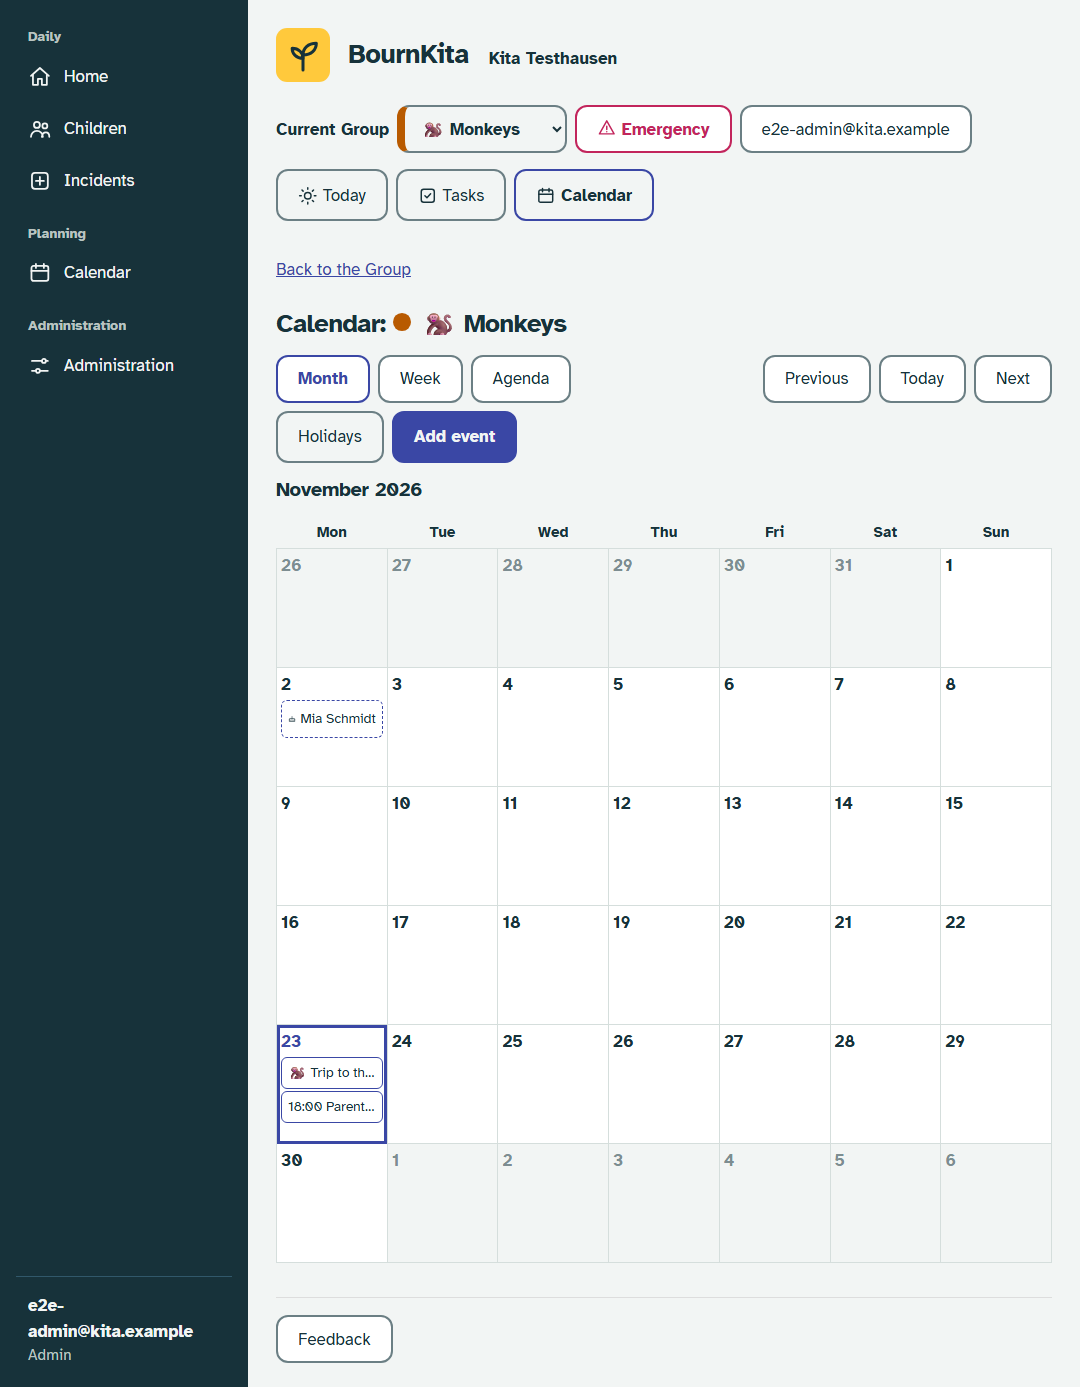 Daily
Home
Children
Incidents
Planning
Calendar
Administration
Administration
e2e-
admin@kita.example
Admin
BournKita Kita Testhausen
Current Group Monkeys Emergency e2e-admin@kita.example
Today Tasks Calendar
Back to the Group
Calendar: Monkeys
Month Week Agenda Previous Today Next
Holidays Add event
November 2026
Mon Tue Wed Thu Fri Sat Sun
26 27 28 29 30 31 1
2 3 4 5 6 7 8
Mia Schmidt
9 10 11 12 13 14 15
16 17 18 19 20 21 22
23 24 25 26 27 28 29
Trip to th...
18:00 Parent...
30 1 2 3 4 5 6
Feedback